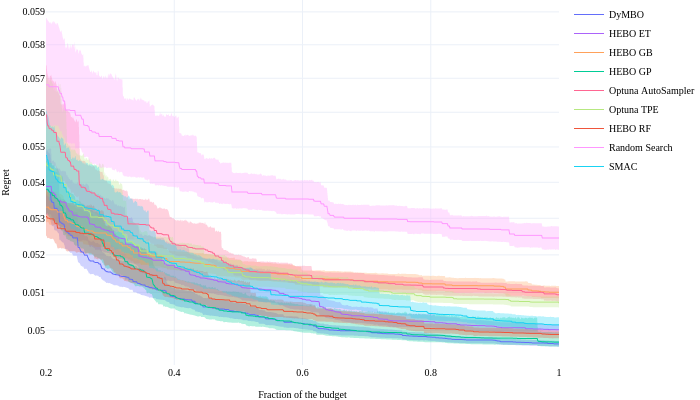 0.059
0.058
0.057
0.056
0.055
0.054
0.053
0.052
0.051
0.05
Regret
0.2
0.4
0.6
0.8
1
Fraction of the budget
DyMBO
HEBO ET
HEBO GB
HEBO GP
Optuna AutoSampler
Optuna TPE
HEBO RF
Random Search
SMAC